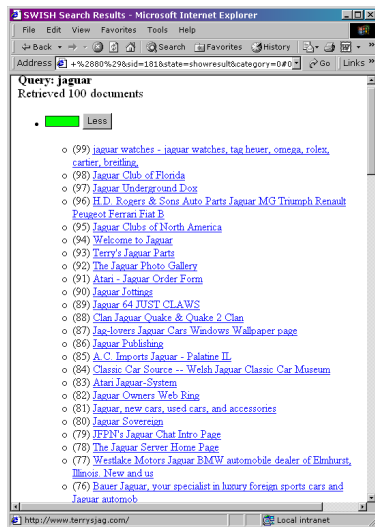 SWISH Search Results - Microsoft Internet Explorer
File Edit View Favorites Tools Help
Back Search Favorites History
Address +%2880%29&sid=181&state=showresult&category=0#0 Go Links »
Query: jaguar
Retrieved 100 documents
Less
(99) jaguar watches - jaguar watches, tag heuer, omega, rolex,
cartier, breitling,
(98) Jaguar Club of Florida
(97) Jaguar Underground Dox
(96) H.D. Rogers & Sons Auto Parts Jaguar MG Triumph Renault
Peugeot Ferrari Fiat B
(95) Jaguar Clubs of North America
(94) Welcome to Jaguar
(93) Terry's Jaguar Parts
(92) The Jaguar Photo Gallery
(91) Atari - Jaguar Order Form
(90) Jaguar Jottings
(89) Jaguar 64 JUST CLAWS
(88) Clan Jaguar Quake & Quake 2 Clan
(87) Jag-lovers Jaguar Cars Windows Wallpaper page
(86) Jaguar Publishing
(85) A.C. Imports Jaguar - Palatine IL
(84) Classic Car Source -- Welsh Jaguar Classic Car Museum
(83) Atari Jaguar-System
(82) Jaguar Owners Web Ring
(81) Jaguar, new cars, used cars, and accessories
(80) Jaguar Sovereign
(79) JFPN's Jaguar Chat Intro Page
(78) The Jaguar Server Home Page
(77) Westlake Motors Jaguar BMW automobile dealer of Elmhurst,
Illinois. New and us
(76) Bauer Jaguar, your specialist in luxury foreign sports cars and
Jaguar automob
http://www.terrysjag.com/ Local intranet